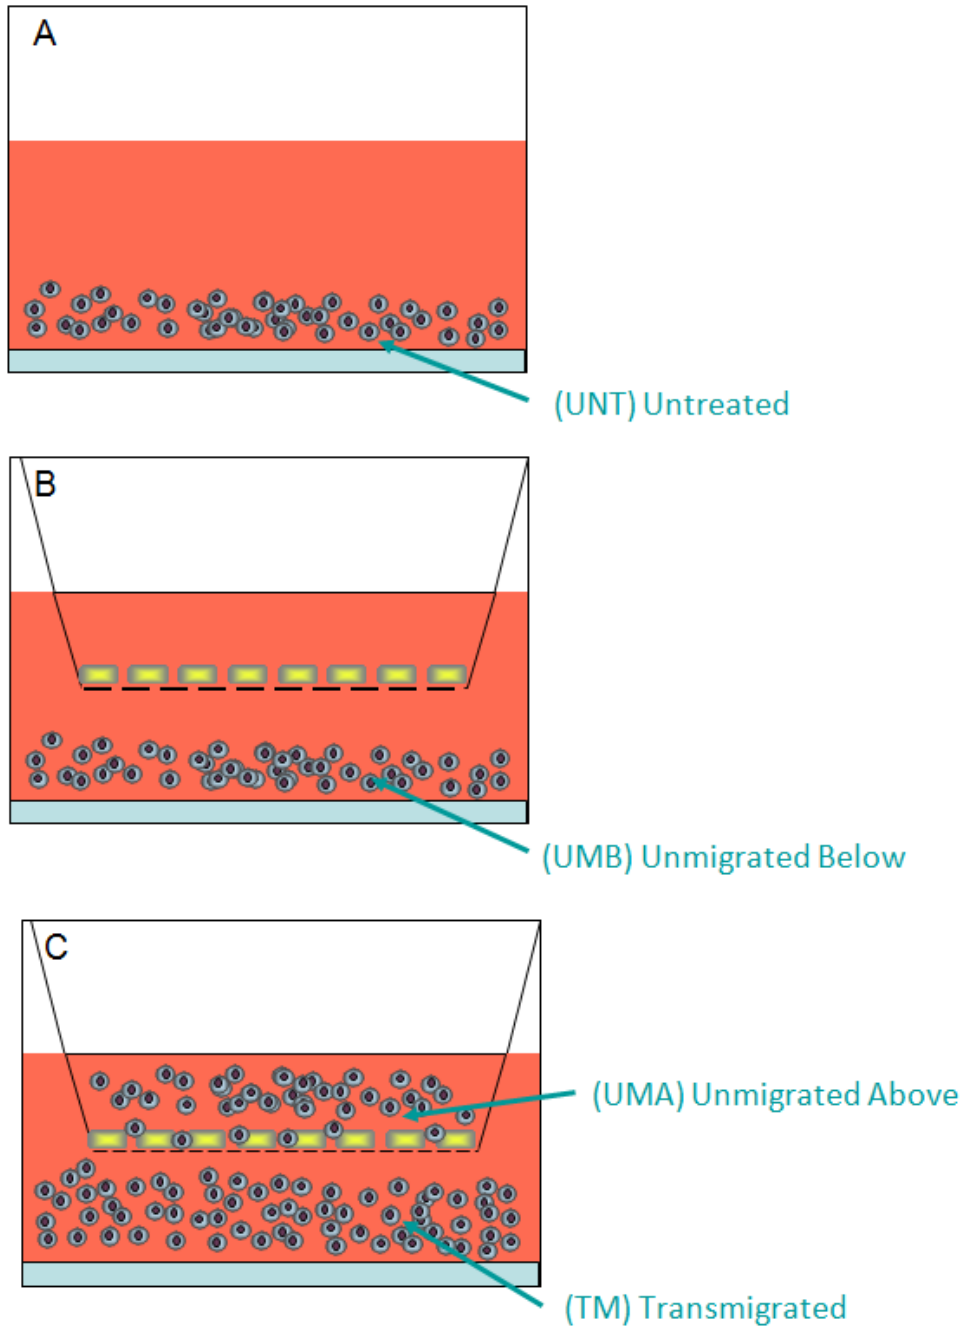 A
(UNT) Untreated
B
(UMB) Unmigrated Below
C
(UMA) Unmigrated Above
(TM) Transmigrated